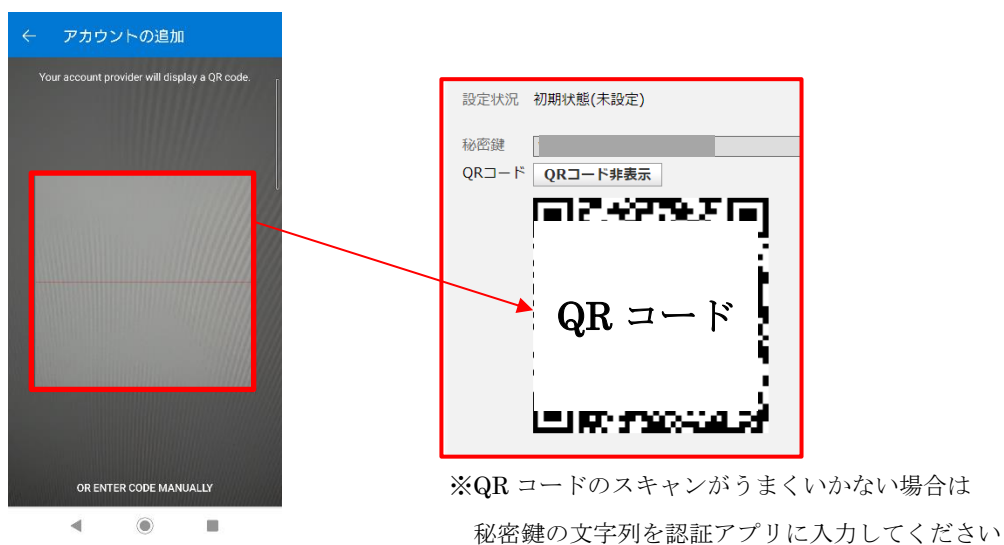 アカウントの追加
Your account provider will display a QR code.
OR ENTER CODE MANUALLY
設定状況 初期状態(未設定)
秘密鍵
QRコード QRコード非表示
QR コード
※QR コードのスキャンがうまくいかない場合は
秘密鍵の文字列を認証アプリに入力してください